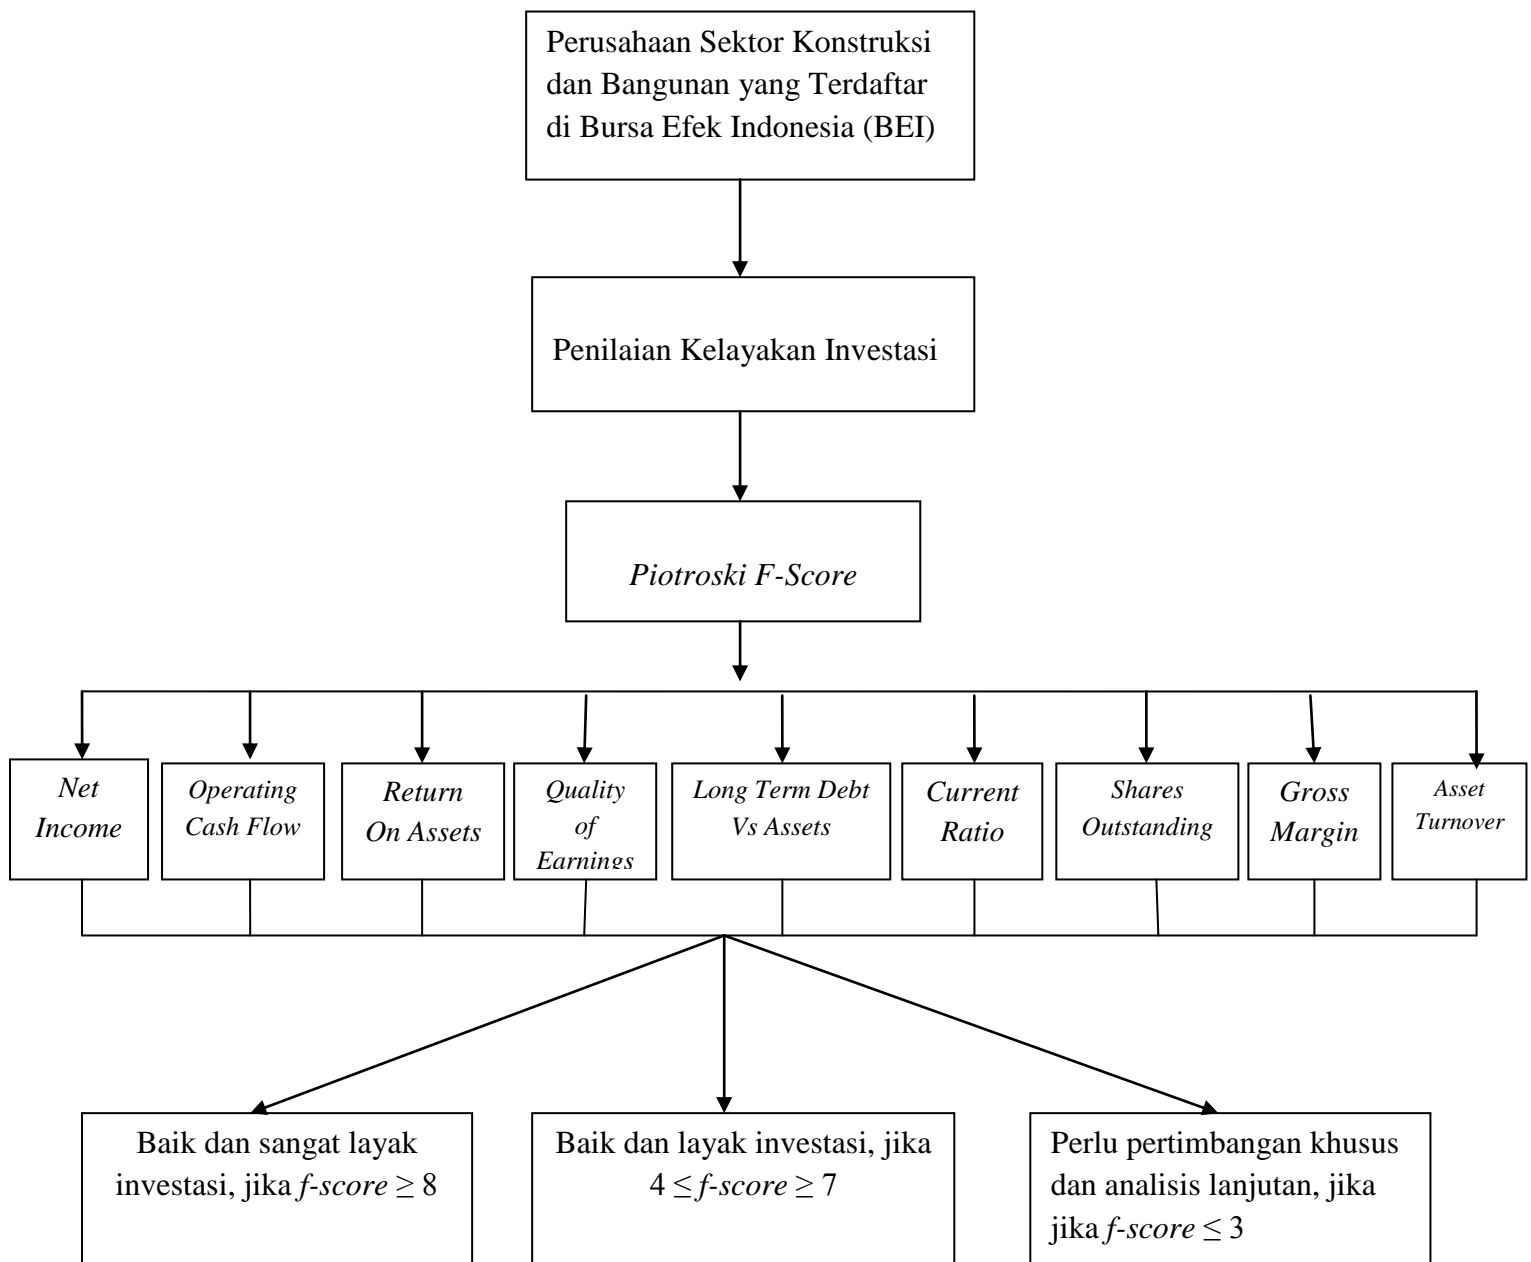 Perusahaan Sektor Konstruksi
dan Bangunan yang Terdaftar
di Bursa Efek Indonesia (BEI)
Penilaian Kelayakan Investasi
Piotroski F-Score
Net
Income
Operating
Cash Flow
Return
On Assets
Quality
of
Earnings
Long Term Debt
Vs Assets
Current
Ratio
Shares
Outstanding
Gross
Margin
Asset
Turnover
Baik dan sangat layak
investasi, jika f-score ≥ 8
Baik dan layak investasi, jika
4 ≤ f-score ≥ 7
Perlu pertimbangan khusus
dan analisis lanjutan, jika
jika f-score ≤ 3